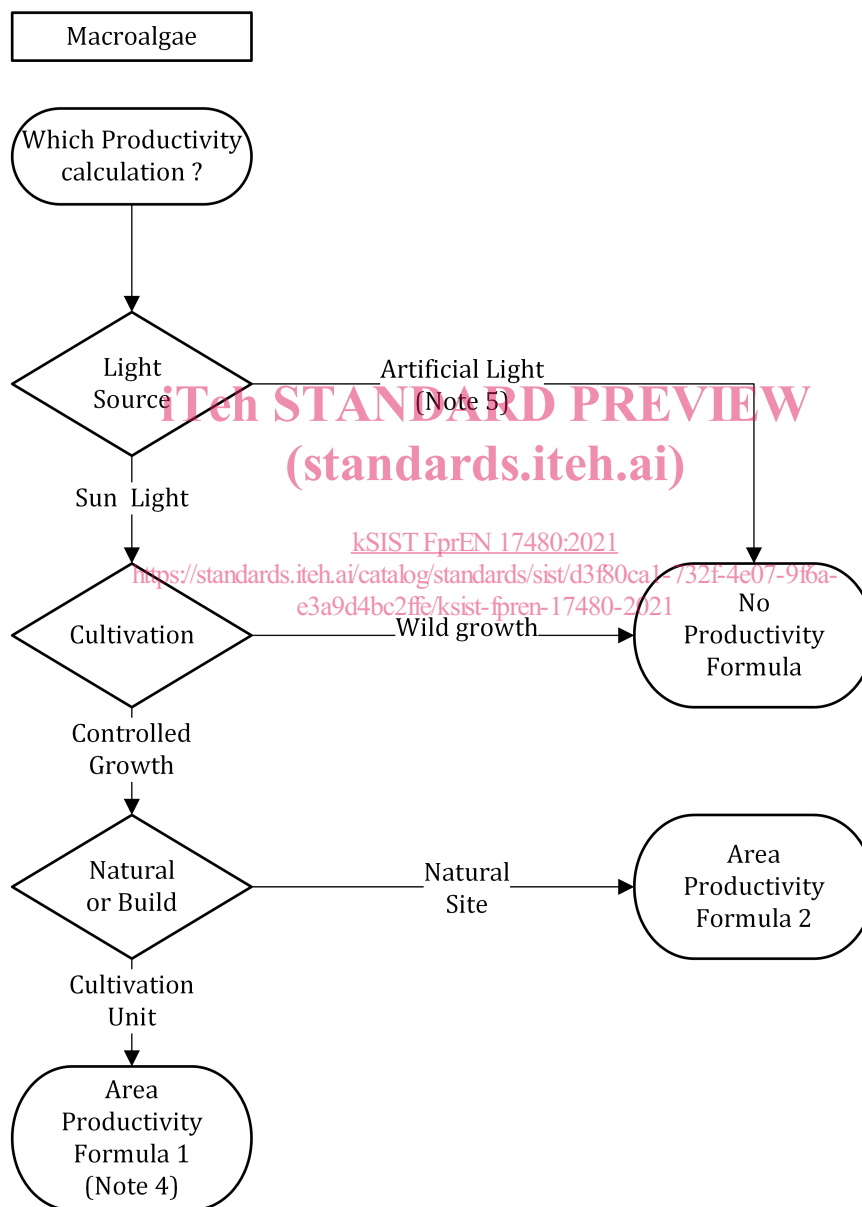 Macroalgae
Which Productivity
calculation ?
Light
Source
Artificial Light
(Note 5)
iTeh STANDARD PREVIEW
(standards.iteh.ai)
Sun Light
kSIST FprEN 17480:2021
https://standards.iteh.ai/catalog/standards/sist/d3f80ca1-732f-4e07-9f6a-
e3a9d4bc2ffe/ksist-fpren-17480-2021
Cultivation
Wild growth
No
Productivity
Formula
Controlled
Growth
Natural
or Build
Natural
Site
Area
Productivity
Formula 2
Cultivation
Unit
Area
Productivity
Formula 1
(Note 4)